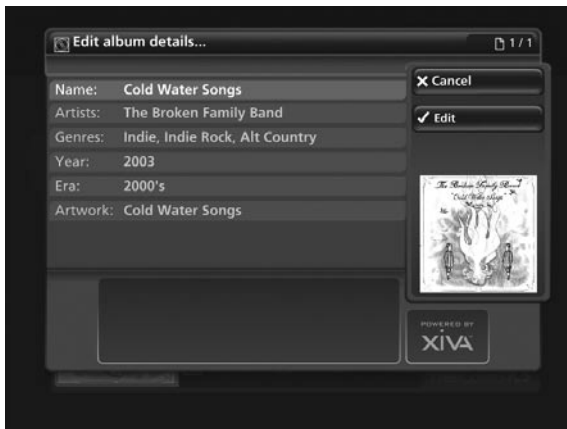 Edit album details...
1/1
Name: Cold Water Songs
Artists: The Broken Family Band
Genres: Indie, Indie Rock, Alt Country
Year: 2003
Era: 2000's
Artwork: Cold Water Songs
Cancel
Edit
The Broken Family Band
"Cold Water Songs"
POWERED BY
XIVA